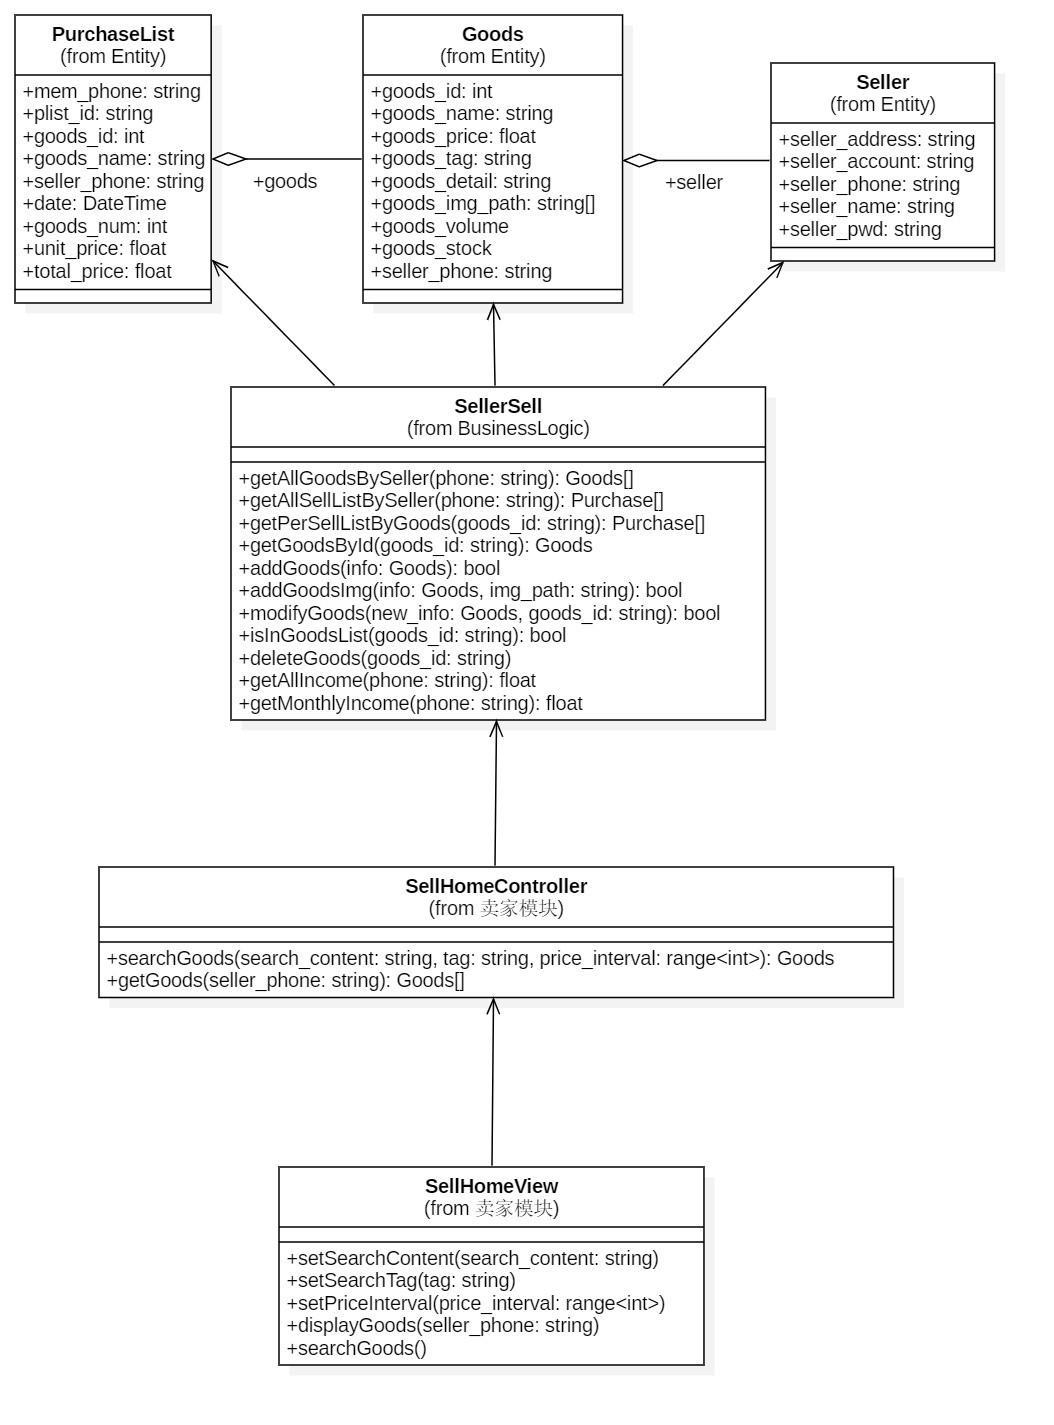 PurchaseList
(from Entity)
+mem_phone: string
+plist_id: string
+goods_id: int
+goods_name: string
+seller_phone: string
+date: DateTime
+goods_num: int
+unit_price: float
+total_price: float
+goods
Goods
(from Entity)
+goods_id: int
+goods_name: string
+goods_price: float
+goods_tag: string
+goods_detail: string
+goods_img_path: string[]
+goods_volume
+goods_stock
+seller_phone: string
+seller
Seller
(from Entity)
+seller_address: string
+seller_account: string
+seller_phone: string
+seller_name: string
+seller_pwd: string
SellerSell
(from BusinessLogic)
+getAllGoodsBySeller(phone: string): Goods[]
+getAllSellListBySeller(phone: string): Purchase[]
+getPerSellListByGoods(goods_id: string): Purchase[]
+getGoodsById(goods_id: string): Goods
+addGoods(info: Goods): bool
+addGoodsImg(info: Goods, img_path: string): bool
+modifyGoods(new_info: Goods, goods_id: string): bool
+isInGoodsList(goods_id: string): bool
+deleteGoods(goods_id: string)
+getAllIncome(phone: string): float
+getMonthlyIncome(phone: string): float
SellHomeController
(from 卖家模块)
+searchGoods(search_content: string, tag: string, price_interval: range<int>): Goods
+getGoods(seller_phone: string): Goods[]
SellHomeView
(from 卖家模块)
+setSearchContent(search_content: string)
+setSearchTag(tag: string)
+setPriceInterval(price_interval: range<int>)
+displayGoods(seller_phone: string)
+searchGoods()